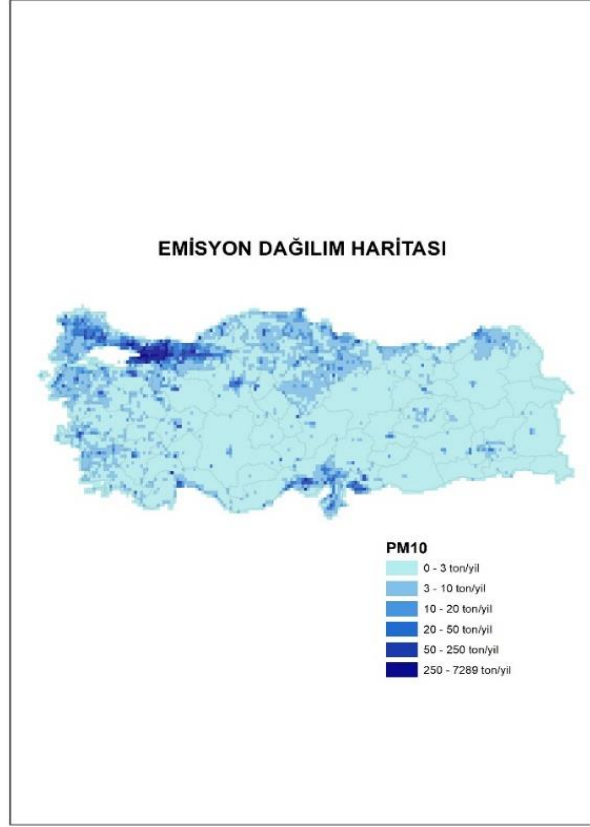 EMİSYON DAĞILIM HARİTASI
PM10
0 - 3 ton/yil
3 - 10 ton/yil
10 - 20 ton/yil
20 - 50 ton/yil
50 - 250 ton/yil
250 - 7289 ton/yil